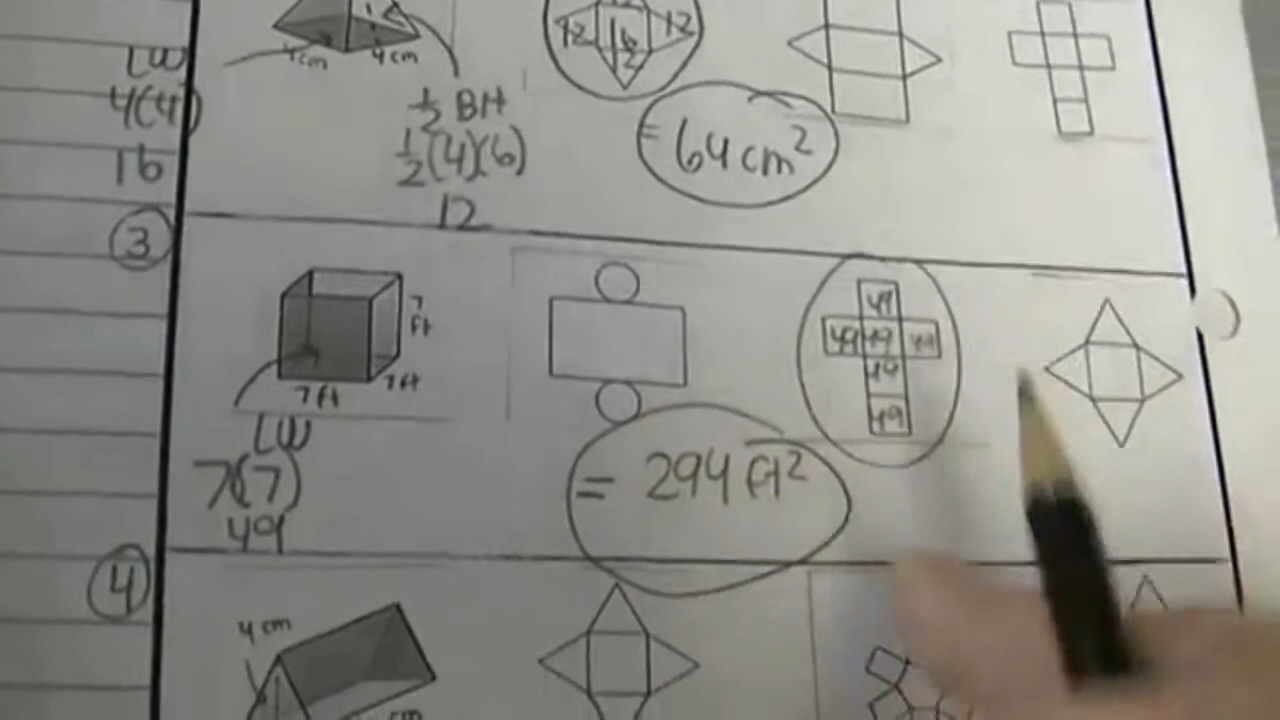 12
4cm 4cm
12 16 12
12
LW
4(4)
16
½ BH
½(4)(6)
12
= 64 cm²
3
7 ft
7 ft 7 ft
LW
7(7)
49
49
49 49 49
49
49
= 294 ft²
4
4 cm
cm